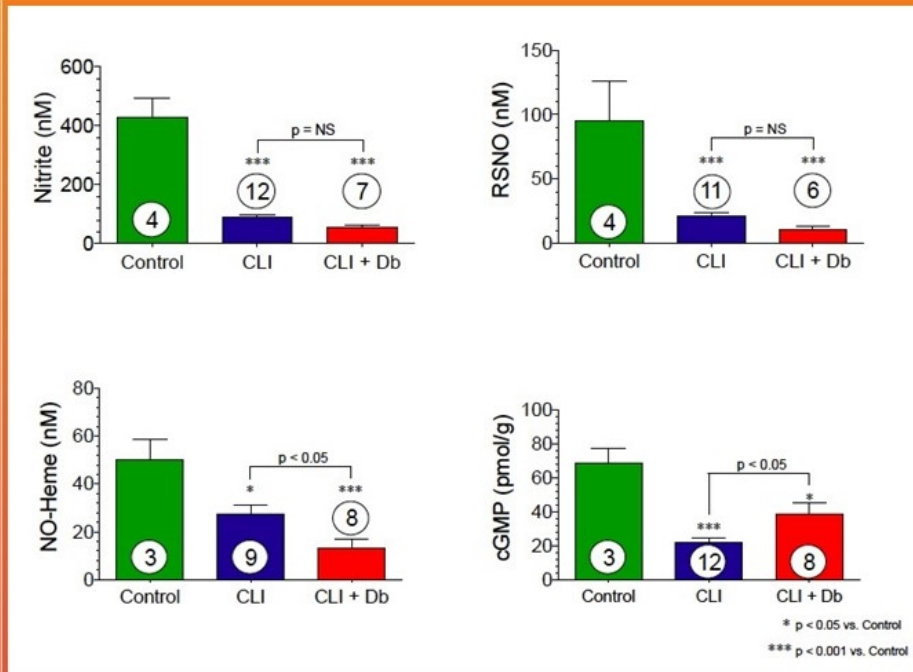 Nitrite (nM)
600
400
200
0
p = NS
***
***
4
12
7
Control
CLI
CLI + Db
RSNO (nM)
150
100
50
0
p = NS
***
***
4
11
6
Control
CLI
CLI + Db
NO-Heme (nM)
80
60
40
20
0
p < 0.05
*
***
3
9
8
Control
CLI
CLI + Db
cGMP (pmol/g)
100
80
60
40
20
0
p < 0.05
***
*
3
12
8
Control
CLI
CLI + Db
* p < 0.05 vs. Control
*** p < 0.001 vs. Control